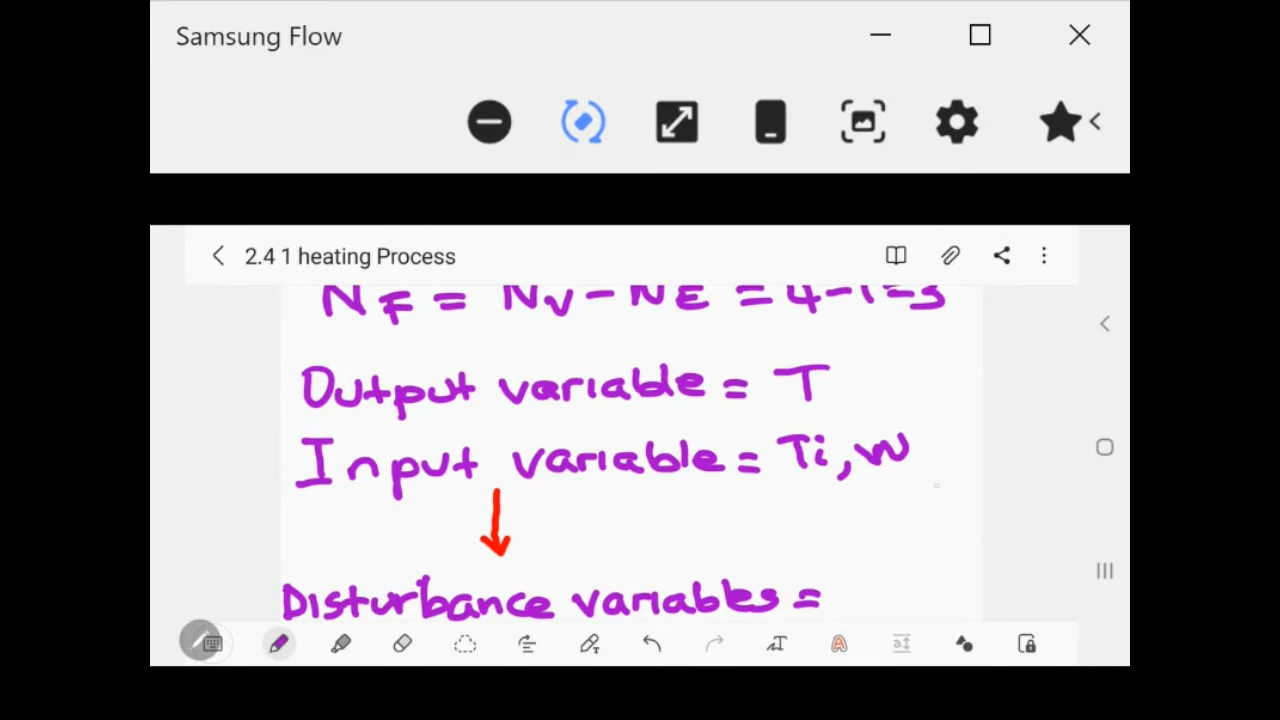 Samsung Flow
2.4 1 heating Process
NF = NV - NE = 4-1=3
Output variable = T
Input variable = Ti, w
Disturbance variables =